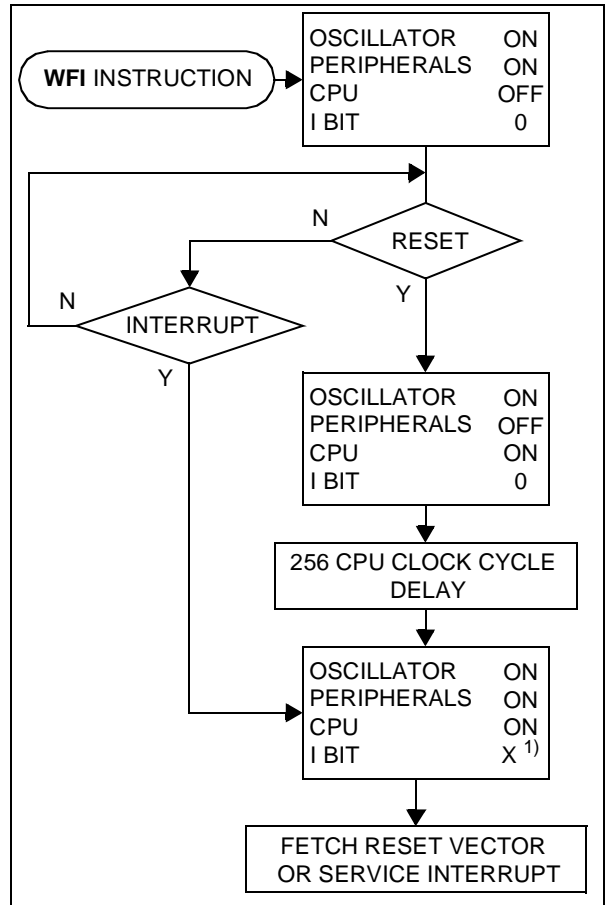 WFI INSTRUCTION
OSCILLATOR ON
PERIPHERALS ON
CPU OFF
I BIT 0
N
RESET
Y
N
INTERRUPT
Y
OSCILLATOR ON
PERIPHERALS OFF
CPU ON
I BIT 0
256 CPU CLOCK CYCLE
DELAY
OSCILLATOR ON
PERIPHERALS ON
CPU ON
I BIT X 1)
FETCH RESET VECTOR
OR SERVICE INTERRUPT